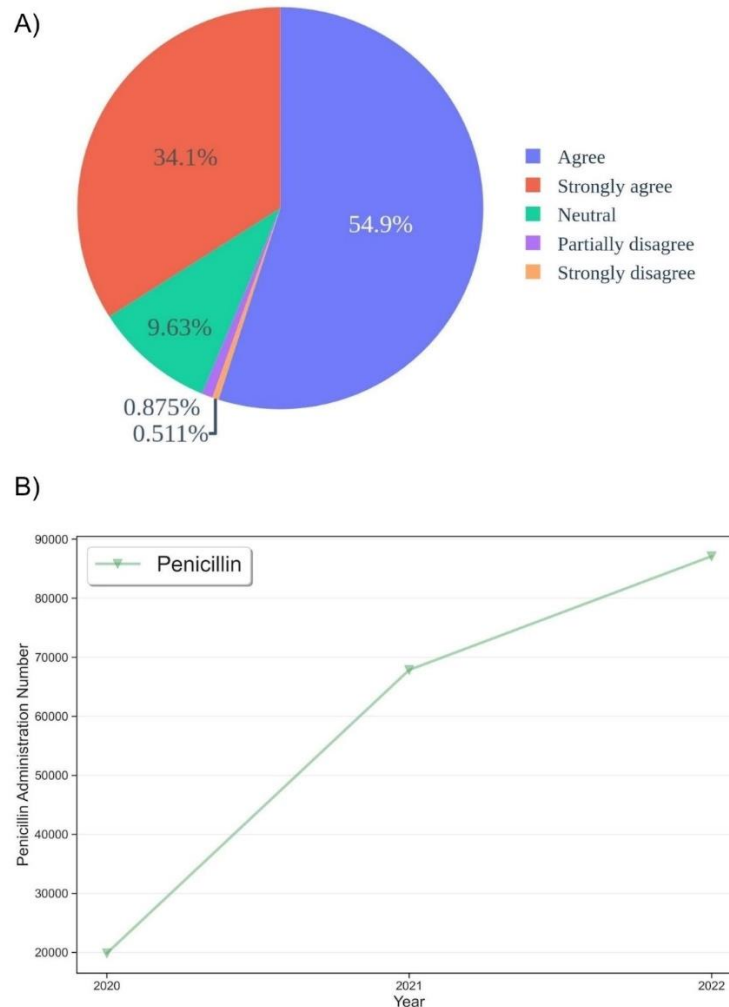 A)
34.1%
54.9%
9.63%
0.875%
0.511%
Agree
Strongly agree
Neutral
Partially disagree
Strongly disagree
B)
Penicillin
90000
80000
70000
60000
50000
40000
30000
20000
Penicillin Administration Number
2020
2021
2022
Year